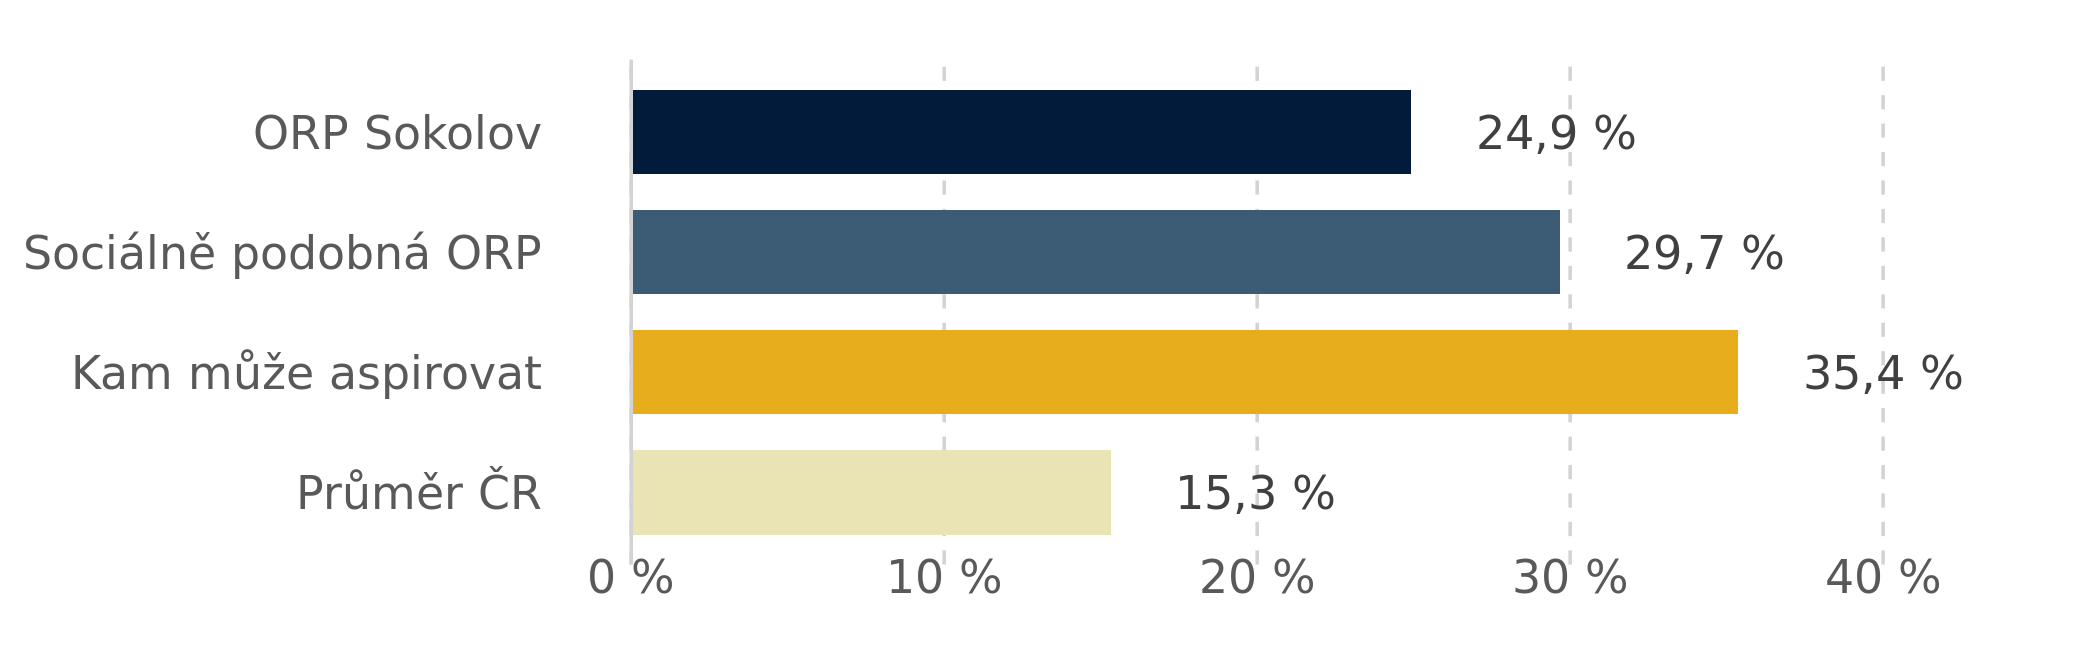 ORP Sokolov 24,9 %
Sociálně podobná ORP 29,7 %
Kam může aspirovat 35,4 %
Průměr ČR 15,3 %
0 % 10 % 20 % 30 % 40 %